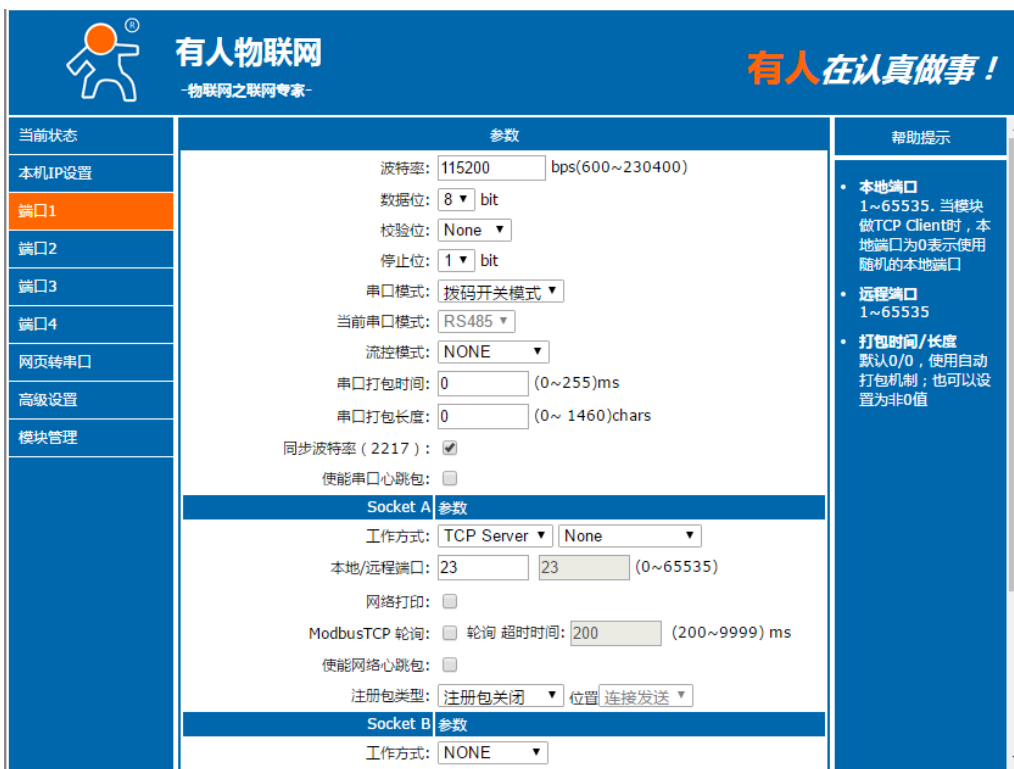 ®
有人物联网
-物联网之联网专家-
有人在认真做事！
当前状态
本机IP设置
端口1
端口2
端口3
端口4
网页转串口
高级设置
模块管理
参数
波特率: 115200 bps(600~230400)
数据位: 8 bit
校验位: None
停止位: 1 bit
串口模式: 拨码开关模式
当前串口模式: RS485
流控模式: NONE
串口打包时间: 0 (0~255)ms
串口打包长度: 0 (0~ 1460)chars
同步波特率（2217）:
使能串口心跳包:
Socket A 参数
工作方式: TCP Server None
本地/远程端口: 23 23 (0~65535)
网络打印:
ModbusTCP 轮询: 轮询 超时时间: 200 (200~9999) ms
使能网络心跳包:
注册包类型: 注册包关闭 位置 连接发送
Socket B 参数
工作方式: NONE
帮助提示
• 本地端口
1~65535. 当模块
做TCP Client时，本
地端口为0表示使用
随机的本地端口
• 远程端口
1~65535
• 打包时间/长度
默认0/0，使用自动
打包机制；也可以设
置为非0值